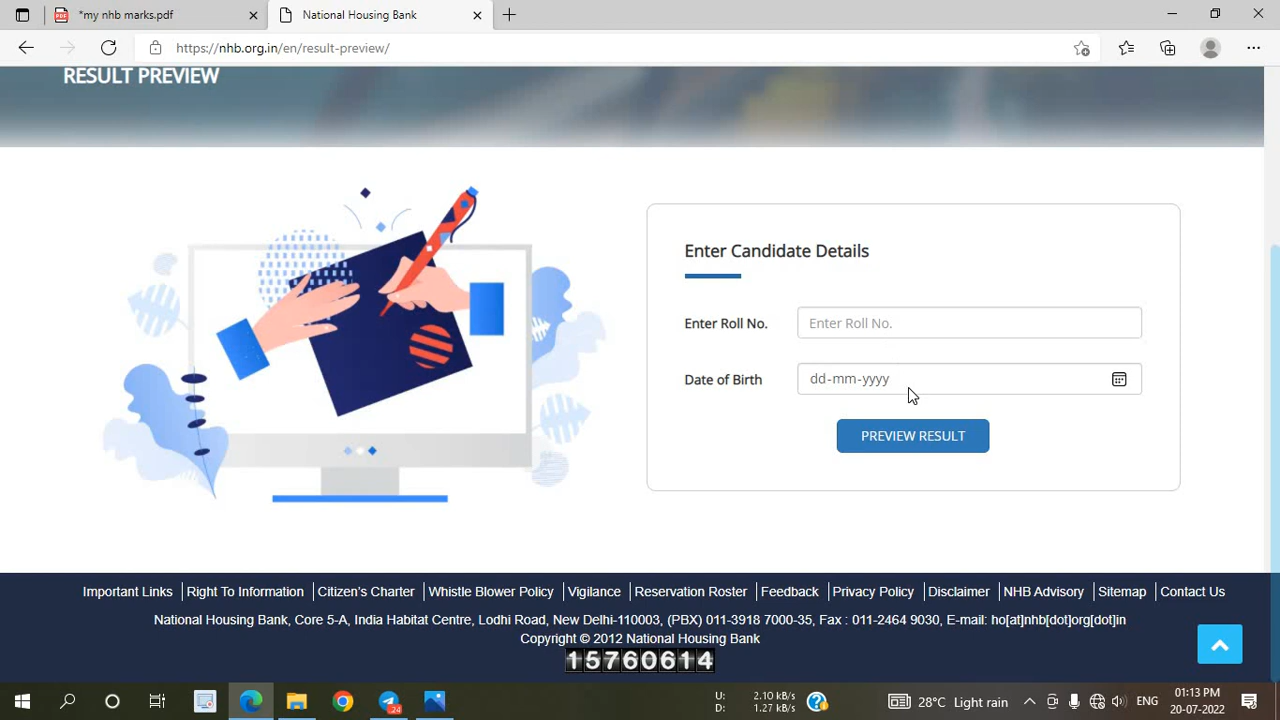 *my nhb marks.pdf
National Housing Bank
https://nhb.org.in/en/result-preview/
RESULT PREVIEW
Enter Candidate Details
Enter Roll No. Enter Roll No.
Date of Birth dd-mm-yyyy
PREVIEW RESULT
Important Links Right To Information Citizen's Charter Whistle Blower Policy Vigilance Reservation Roster Feedback Privacy Policy Disclaimer NHB Advisory Sitemap Contact Us
National Housing Bank, Core 5-A, India Habitat Centre, Lodhi Road, New Delhi-110003, (PBX) 011-3918 7000-35, Fax : 011-2464 9030, E-mail: ho[at]nhb[dot]org[dot]in
Copyright © 2012 National Housing Bank
15760614
U: 2.10 kB/s
D: 1.27 kB/s
28°C Light rain
ENG
01:13 PM
20-07-2022